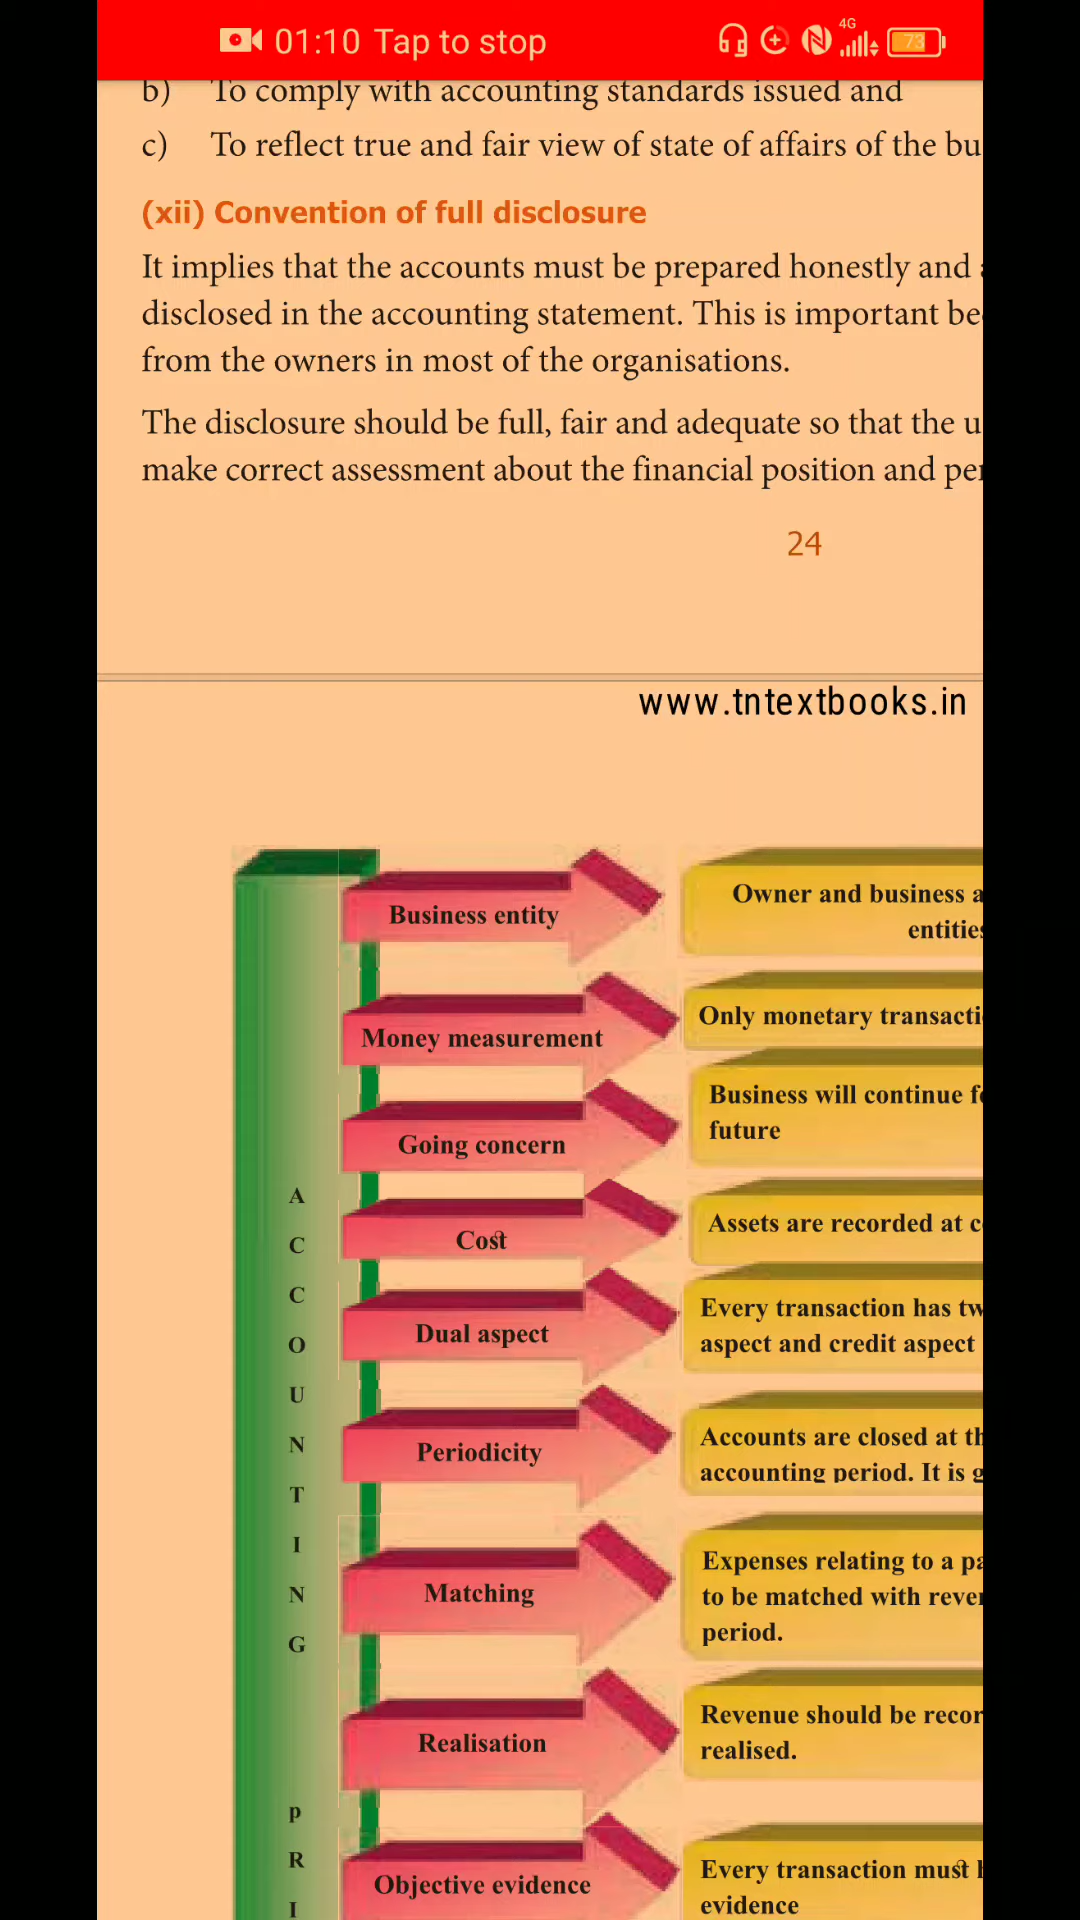 01:10 Tap to stop 4G 73
b) To comply with accounting standards issued and
c) To reflect true and fair view of state of affairs of the bu
(xii) Convention of full disclosure
It implies that the accounts must be prepared honestly and
disclosed in the accounting statement. This is important be
from the owners in most of the organisations.
The disclosure should be full, fair and adequate so that the u
make correct assessment about the financial position and per
24
www.tntextbooks.in
Business entity
Owner and business a
entities
Money measurement
Only monetary transacti
Going concern
Business will continue fo
future
Cost
Assets are recorded at c
Dual aspect
Every transaction has tw
aspect and credit aspect
Periodicity
Accounts are closed at th
accounting period. It is g
Matching
Expenses relating to a pa
to be matched with reven
period.
Realisation
Revenue should be recor
realised.
Objective evidence
Every transaction must h
evidence
A
C
C
O
U
N
T
I
N
G
P
R
I